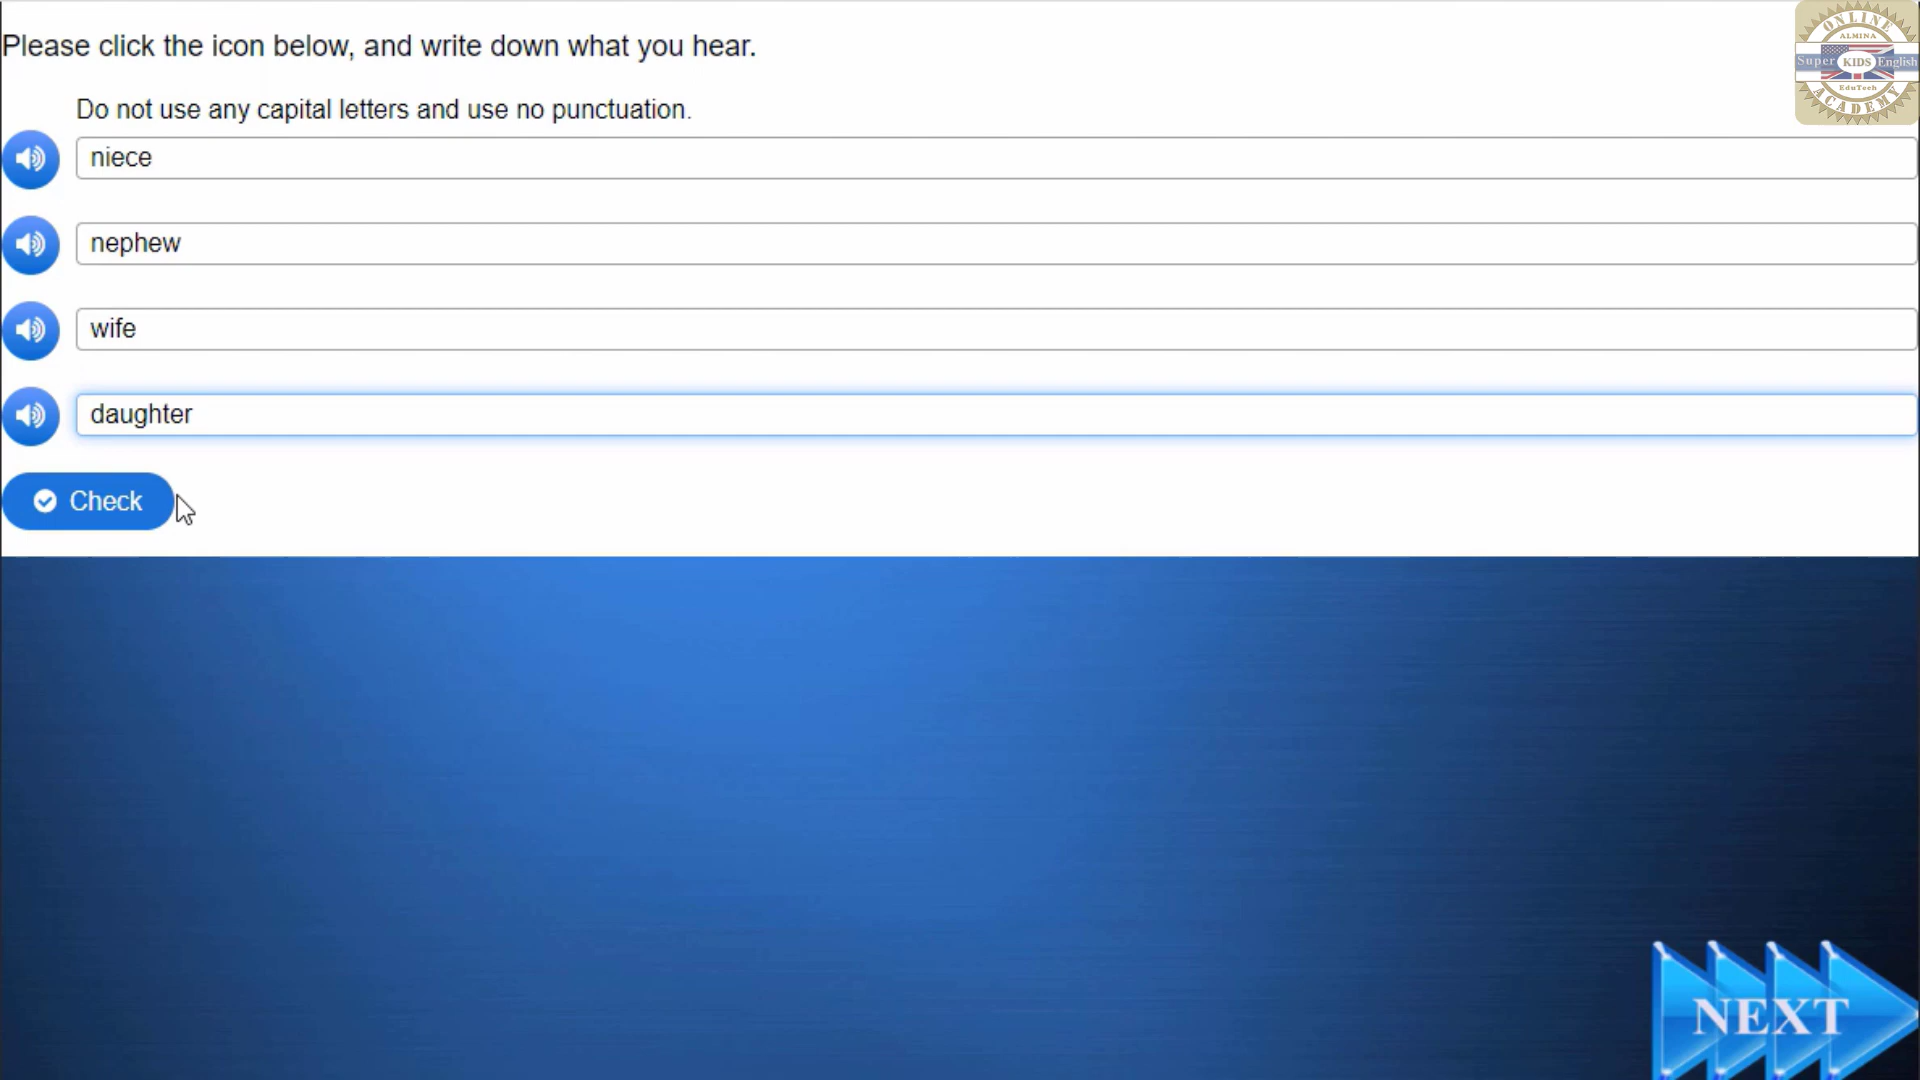 Please click the icon below, and write down what you hear.
ONLINE
ALMINA
Super KIDS English
EduTech
ACADEMY
Do not use any capital letters and use no punctuation.
niece
nephew
wife
daughter
Check
NEXT